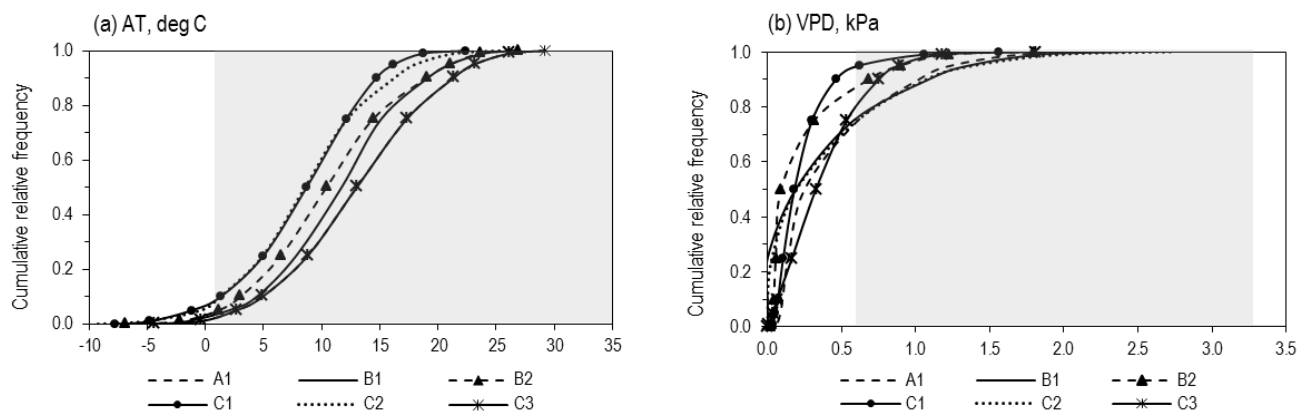 (a) AT, deg C
Cumulative relative frequency
1.0
0.8
0.6
0.4
0.2
0.0
-10 -5 0 5 10 15 20 25 30 35
A1 B1 B2
C1 C2 C3
(b) VPD, kPa
Cumulative relative frequency
1.0
0.8
0.6
0.4
0.2
0.0
0.0 0.5 1.0 1.5 2.0 2.5 3.0 3.5
A1 B1 B2
C1 C2 C3